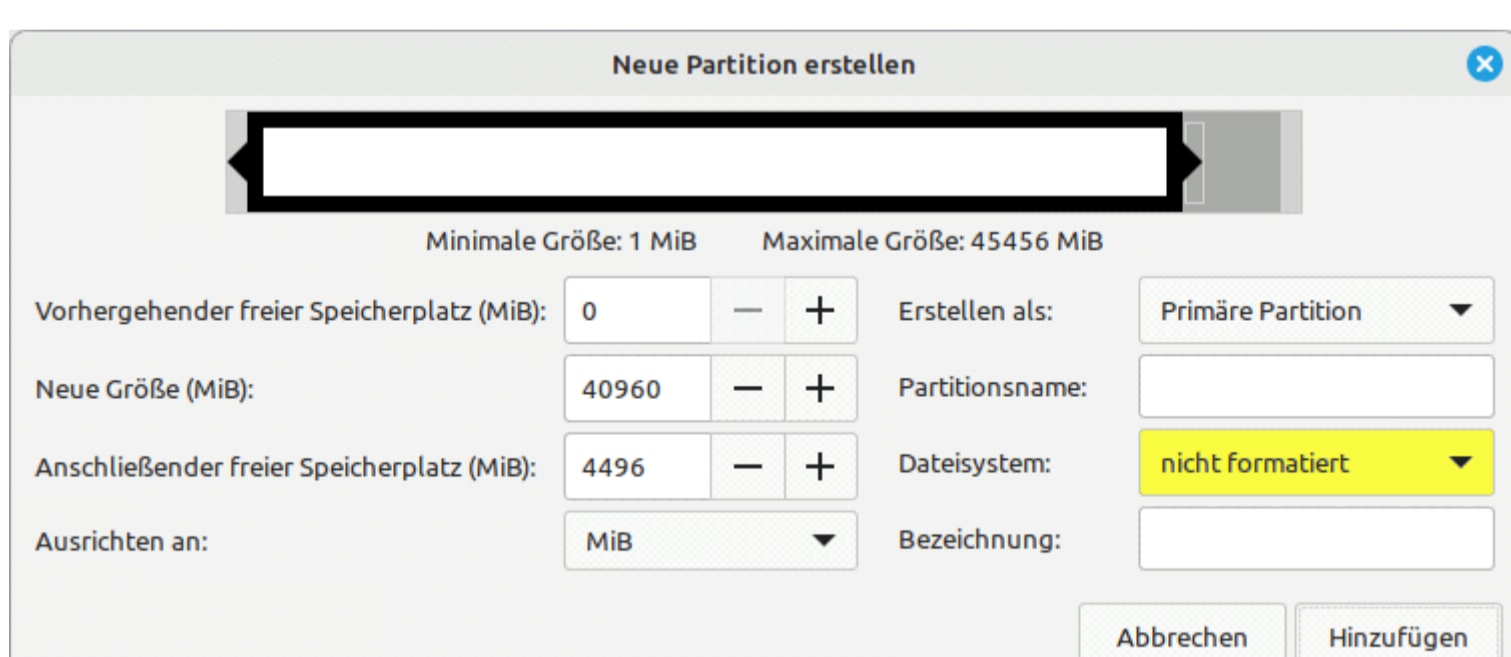 Neue Partition erstellen
Minimale Größe: 1 MiB Maximale Größe: 45456 MiB
Vorhergehender freier Speicherplatz (MiB): 0 − + Erstellen als: Primäre Partition
Neue Größe (MiB): 40960 − + Partitionsname:
Anschließender freier Speicherplatz (MiB): 4496 − + Dateisystem: nicht formatiert
Ausrichten an: MiB Bezeichnung:
Abbrechen Hinzufügen